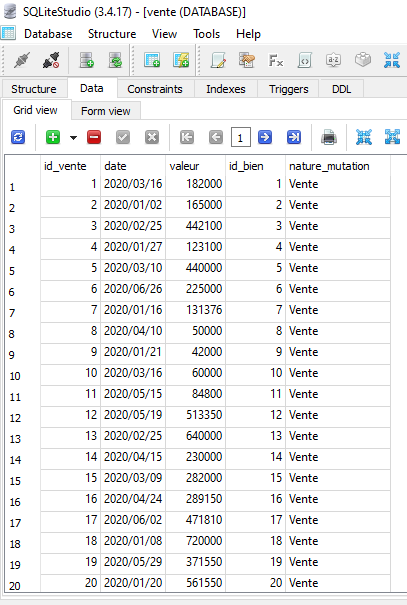 SQLiteStudio (3.4.17) - [vente (DATABASE)]
Database Structure View Tools Help
Structure Data Constraints Indexes Triggers DDL
Grid view Form view
1
id_vente date valeur id_bien nature_mutation
1 1 2020/03/16 182000 1 Vente
2 2 2020/01/02 165000 2 Vente
3 3 2020/02/25 442100 3 Vente
4 4 2020/01/27 123100 4 Vente
5 5 2020/03/10 440000 5 Vente
6 6 2020/06/26 225000 6 Vente
7 7 2020/01/16 131376 7 Vente
8 8 2020/04/10 50000 8 Vente
9 9 2020/01/21 42000 9 Vente
10 10 2020/03/16 60000 10 Vente
11 11 2020/05/15 84800 11 Vente
12 12 2020/05/19 513350 12 Vente
13 13 2020/02/25 640000 13 Vente
14 14 2020/04/15 230000 14 Vente
15 15 2020/03/09 282000 15 Vente
16 16 2020/04/24 289150 16 Vente
17 17 2020/06/02 471810 17 Vente
18 18 2020/01/08 720000 18 Vente
19 19 2020/05/29 371550 19 Vente
20 20 2020/01/20 561550 20 Vente